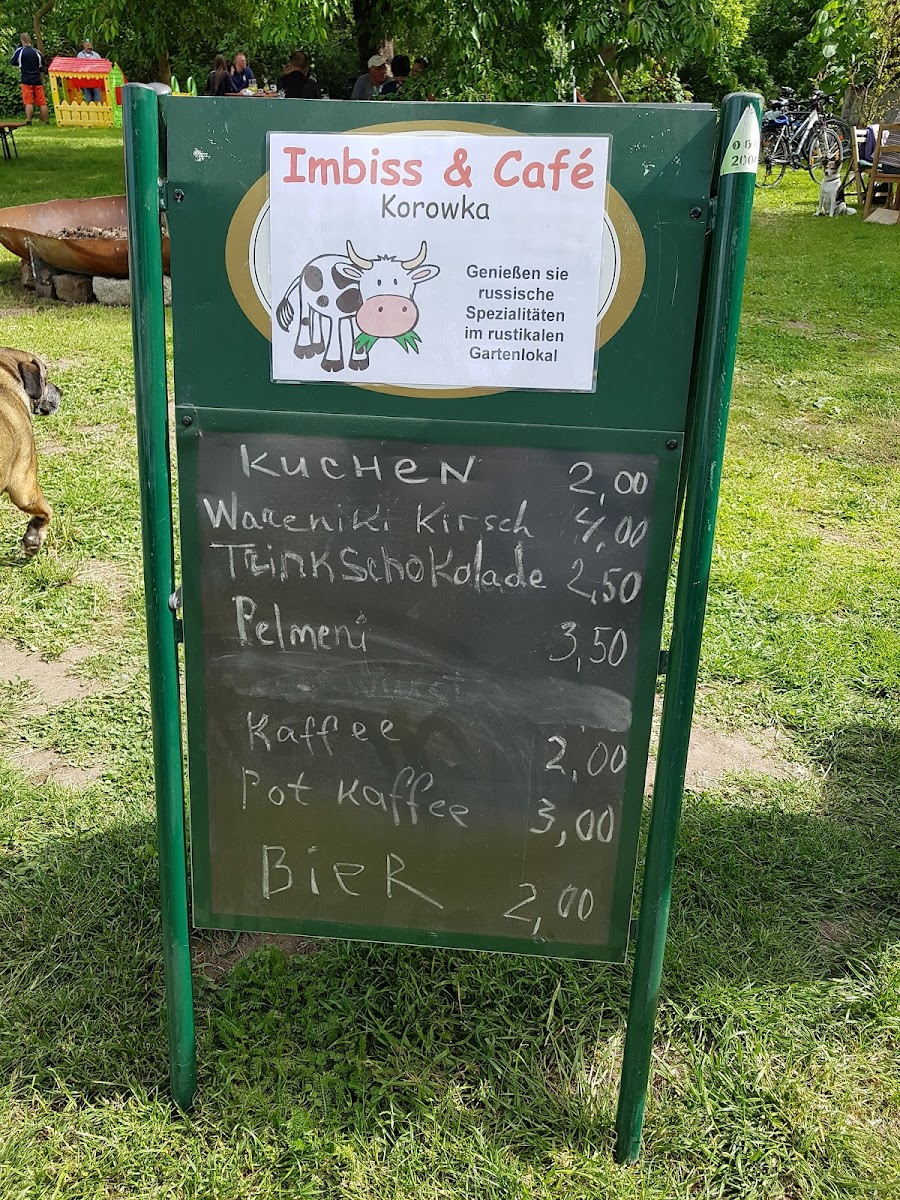 Imbiss & Café
Korowka
Genießen sie
russische
Spezialitäten
im rustikalen
Gartenlokal
Kuchen 2,00
Wareniki Kirsch 4,00
Trinkschokolade 2,50
Pelmeni 3,50
Kaffee 2,00
Pot Kaffee 3,00
Bier 2,00